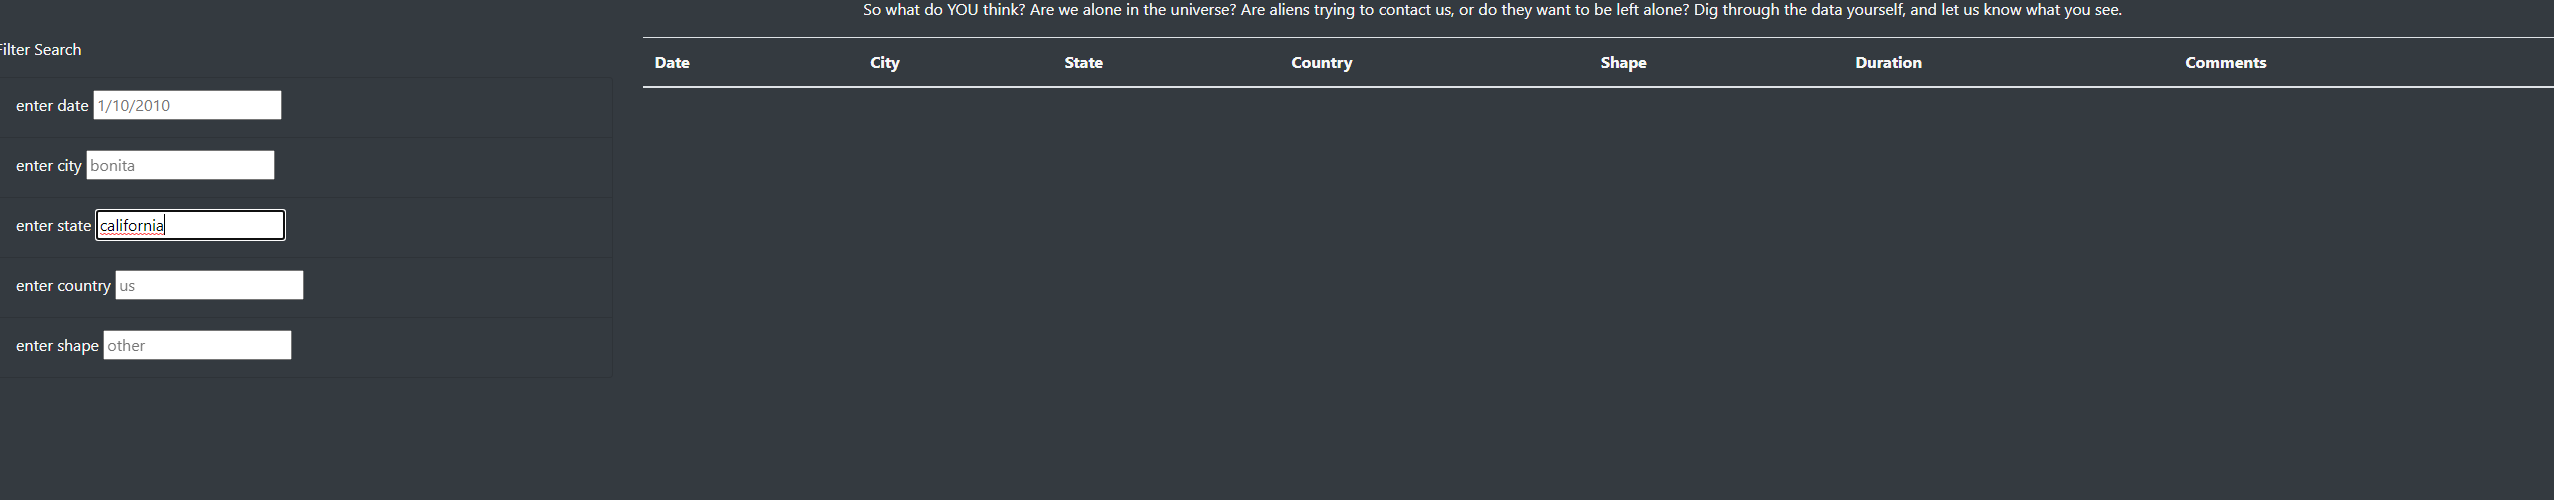 So what do YOU think? Are we alone in the universe? Are aliens trying to contact us, or do they want to be left alone? Dig through the data yourself, and let us know what you see.
Filter Search
Date City State Country Shape Duration Comments
enter date 1/10/2010
enter city bonita
enter state california
enter country us
enter shape other